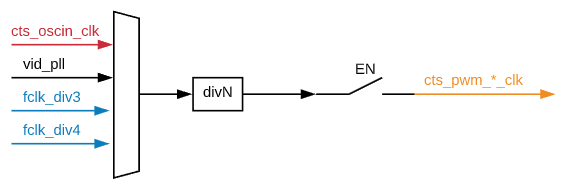 cts_oscin_clk
vid_pll
fclk_div3
fclk_div4
divN
EN
cts_pwm_*_clk